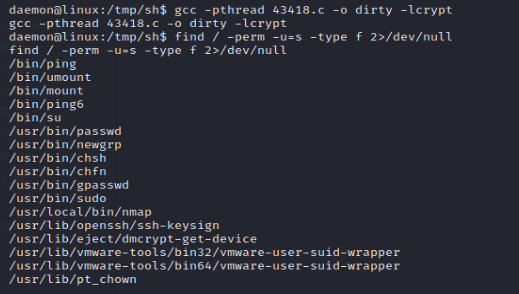 daemon@linux:/tmp/sh$ gcc -pthread 43418.c -o dirty -lcrypt
gcc -pthread 43418.c -o dirty -lcrypt
daemon@linux:/tmp/sh$ find / -perm -u=s -type f 2>/dev/null
find / -perm -u=s -type f 2>/dev/null
/bin/ping
/bin/umount
/bin/mount
/bin/ping6
/bin/su
/usr/bin/passwd
/usr/bin/newgrp
/usr/bin/chsh
/usr/bin/chfn
/usr/bin/gpasswd
/usr/bin/sudo
/usr/local/bin/nmap
/usr/lib/openssh/ssh-keysign
/usr/lib/eject/dmcrypt-get-device
/usr/lib/vmware-tools/bin32/vmware-user-suid-wrapper
/usr/lib/vmware-tools/bin64/vmware-user-suid-wrapper
/usr/lib/pt_chown